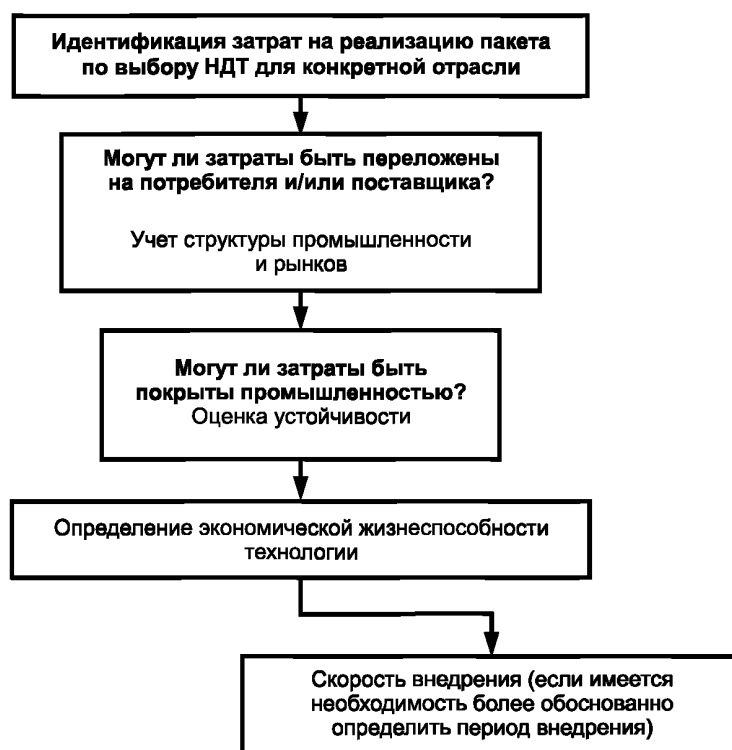 Идентификация затрат на реализацию пакета
по выбору НДТ для конкретной отрасли
Могут ли затраты быть переложены
на потребителя и/или поставщика?
Учет структуры промышленности
и рынков
Могут ли затраты быть
покрыты промышленностью?
Оценка устойчивости
Определение экономической жизнеспособности
технологии
Скорость внедрения (если имеется
необходимость более обоснованно
определить период внедрения)